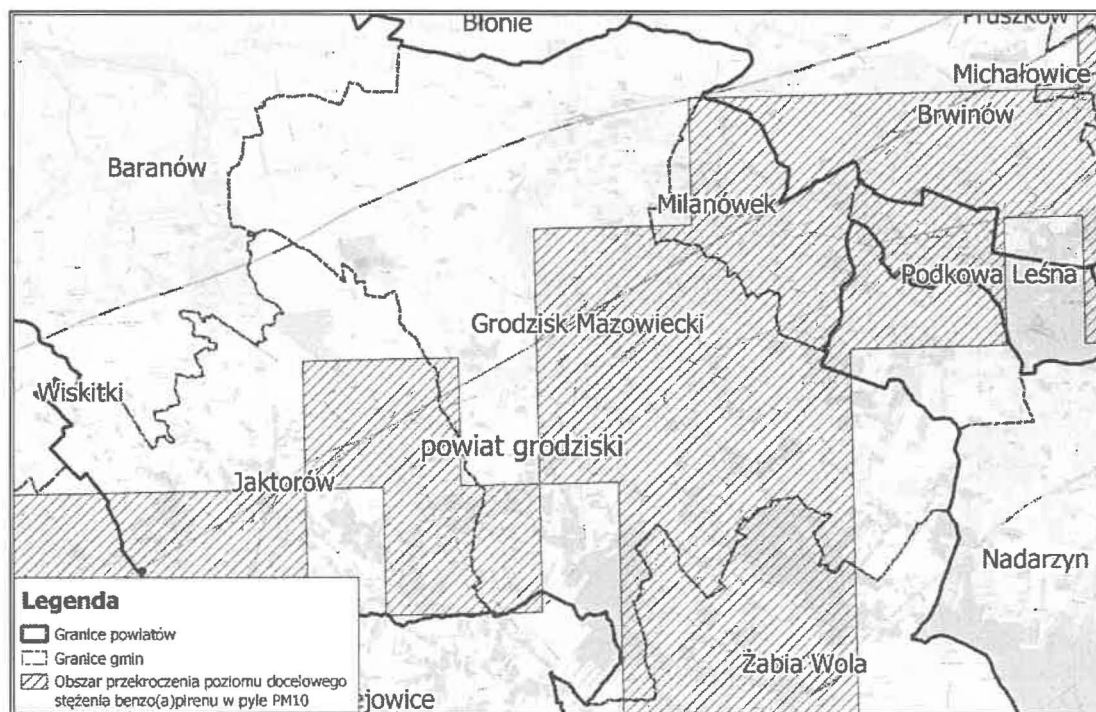 Błonie
Pruszków
Michałowice
Brwinów
Baranów
Milanówek
Podkowa Leśna
Grodzisk Mazowiecki
Wiskitki
powiat grodziski
Jaktorów
Nadarzyn
Żabia Wola
ejowice
Legenda
Granice powiatów
Granice gmin
Obszar przekroczenia poziomu docelowego
stężenia benzo(a)pirenu w pyle PM10